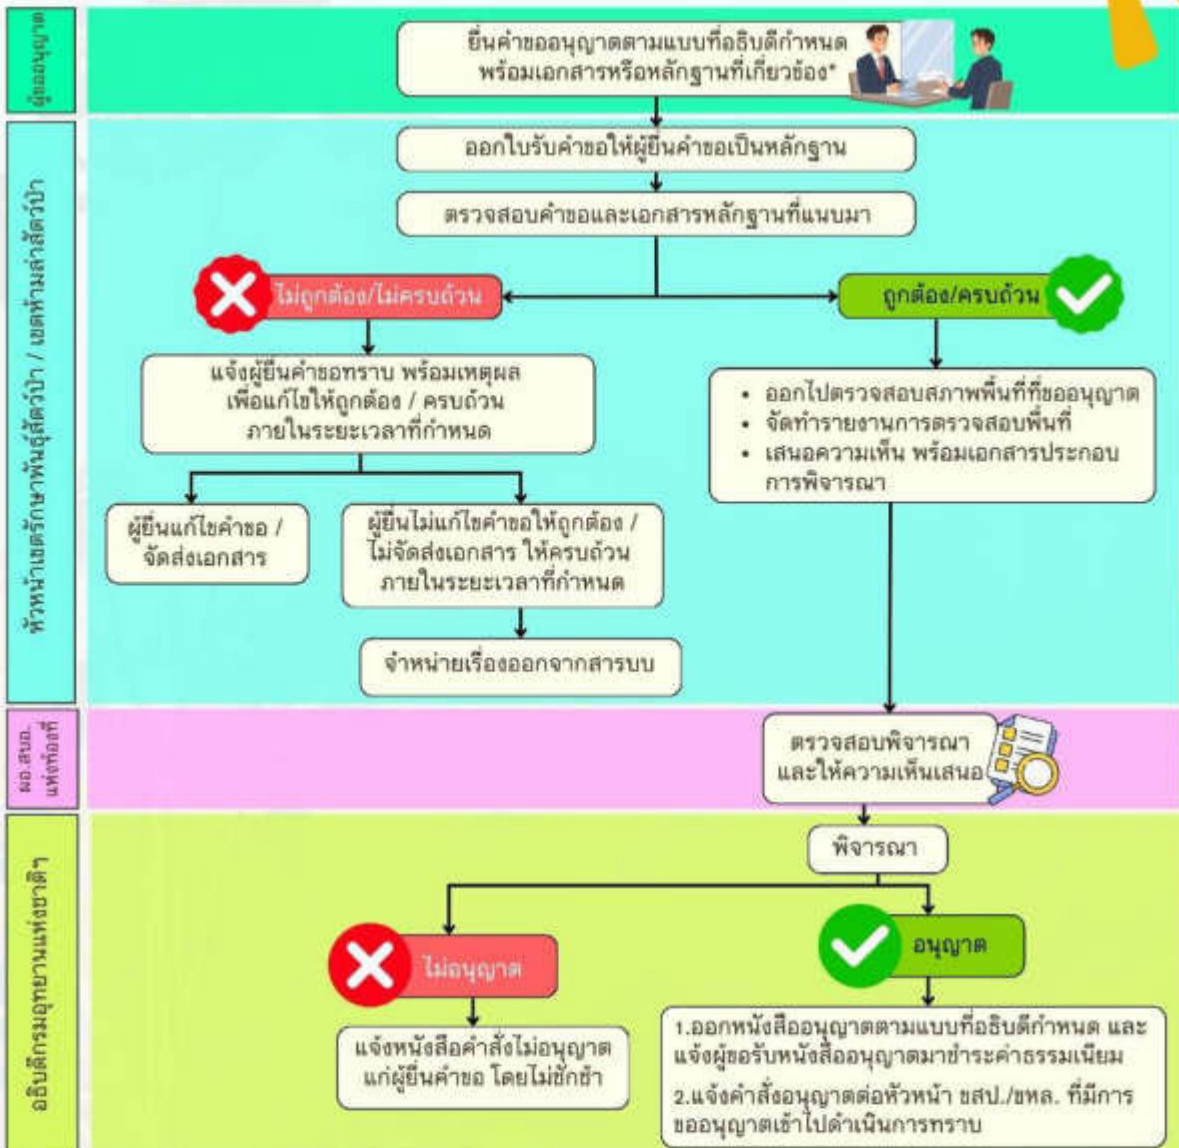 ผู้ขออนุญาต
ยื่นคำขออนุญาตตามแบบที่อธิบดีกำหนด
พร้อมเอกสารหรือหลักฐานที่เกี่ยวข้อง*
หัวหน้าเขตรักษาพันธุ์สัตว์ป่า / เขตห้ามล่าสัตว์ป่า
ออกใบรับคำขอให้ผู้ยื่นคำขอเป็นหลักฐาน
ตรวจสอบคำขอและเอกสารหลักฐานที่แนบมา
ไม่ถูกต้อง/ไม่ครบถ้วน
ถูกต้อง/ครบถ้วน
แจ้งผู้ยื่นคำขอทราบ พร้อมเหตุผล
เพื่อแก้ไขให้ถูกต้อง / ครบถ้วน
ภายในระยะเวลาที่กำหนด
• ออกไปตรวจสอบสภาพพื้นที่ที่ขออนุญาต
• จัดทำรายงานการตรวจสอบพื้นที่
• เสนอความเห็น พร้อมเอกสารประกอบ
การพิจารณา
ผู้ยื่นแก้ไขคำขอ /
จัดส่งเอกสาร
ผู้ยื่นไม่แก้ไขคำขอให้ถูกต้อง /
ไม่จัดส่งเอกสาร ให้ครบถ้วน
ภายในระยะเวลาที่กำหนด
จำหน่ายเรื่องออกจากสารบบ
ผอ.สบอ.
แห่งท้องที่
ตรวจสอบพิจารณา
และให้ความเห็นเสนอ
อธิบดีกรมอุทยานแห่งชาติฯ
พิจารณา
ไม่อนุญาต
อนุญาต
แจ้งหนังสือคำสั่งไม่อนุญาต
แก่ผู้ยื่นคำขอ โดยไม่ชักช้า
1.ออกหนังสืออนุญาตตามแบบที่อธิบดีกำหนด และ
แจ้งผู้ขอรับหนังสืออนุญาตมาชำระค่าธรรมเนียม
2.แจ้งคำสั่งอนุญาตต่อหัวหน้า ขสป./ขหล. ที่มีการ
ขออนุญาตเข้าไปดำเนินการทราบ